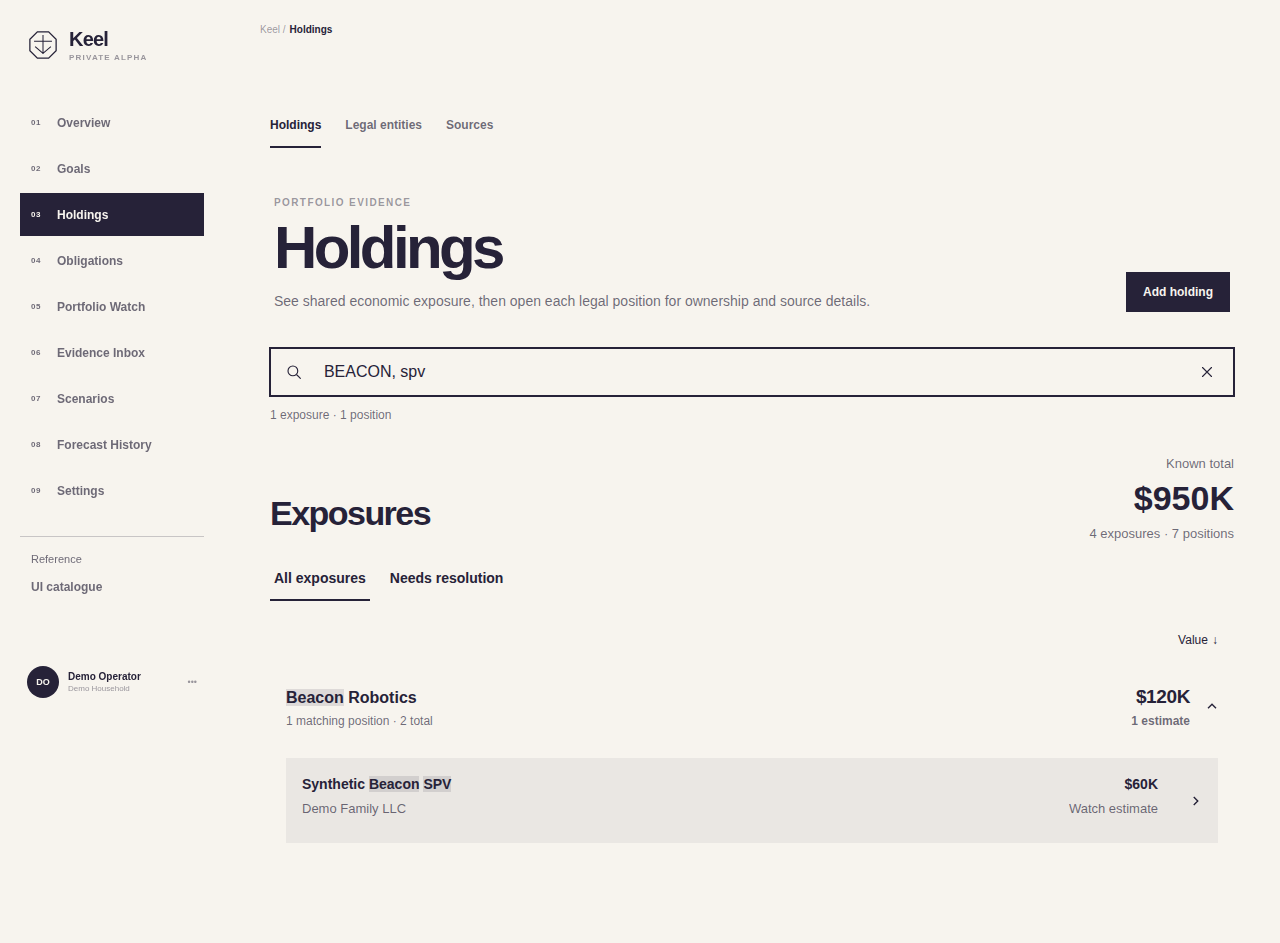 Keel
PRIVATE ALPHA
01 Overview
02 Goals
03 Holdings
04 Obligations
05 Portfolio Watch
06 Evidence Inbox
07 Scenarios
08 Forecast History
09 Settings
Reference
UI catalogue
DO
Demo Operator
Demo Household
Keel / Holdings
Holdings Legal entities Sources
PORTFOLIO EVIDENCE
Holdings
See shared economic exposure, then open each legal position for ownership and source details.
Add holding
BEACON, spv
1 exposure · 1 position
Known total
$950K
Exposures
4 exposures · 7 positions
All exposures Needs resolution
Value ↓
Beacon Robotics $120K
1 matching position · 2 total 1 estimate
Synthetic Beacon SPV $60K
Demo Family LLC Watch estimate